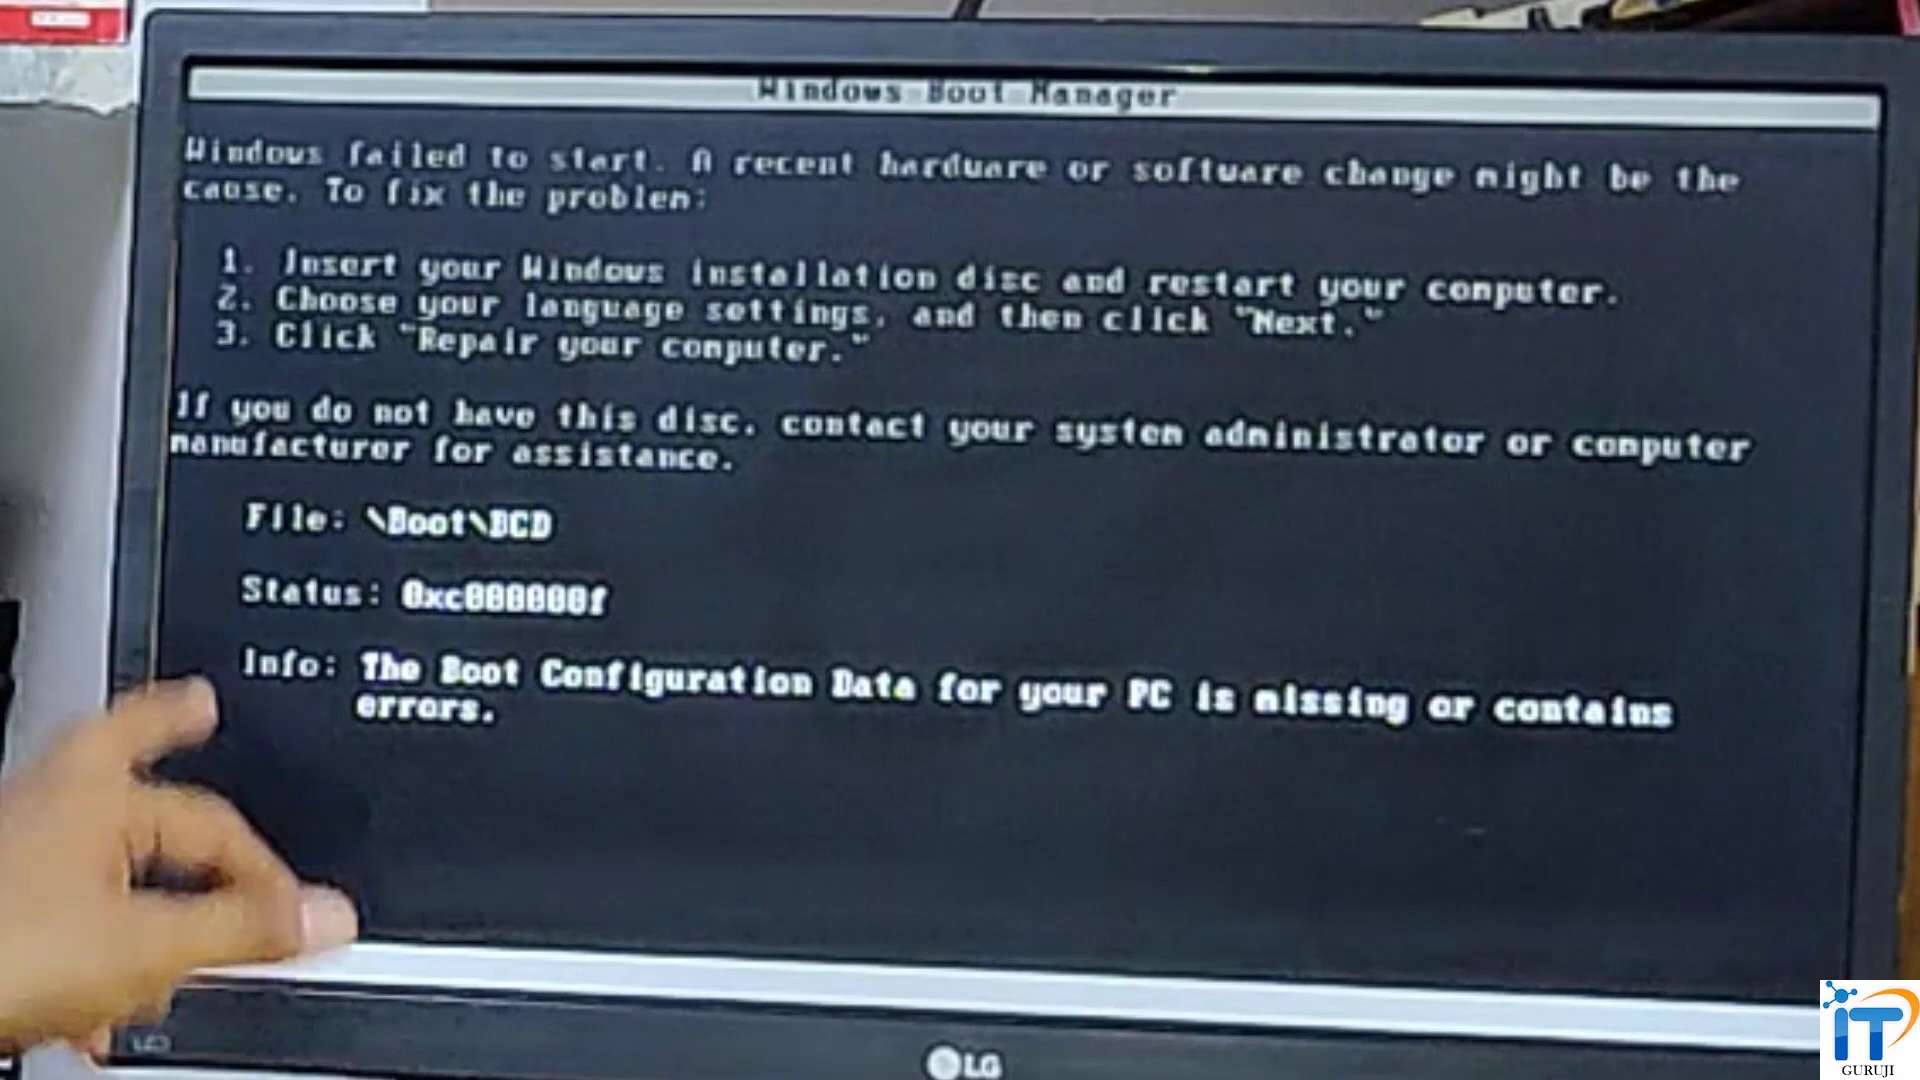 Windows Boot Manager
Windows failed to start. A recent hardware or software change might be the
cause. To fix the problem:
1. Insert your Windows installation disc and restart your computer.
2. Choose your language settings, and then click "Next."
3. Click "Repair your computer."
If you do not have this disc, contact your system administrator or computer
manufacturer for assistance.
File: \Boot\BCD
Status: 0xc000000f
Info: The Boot Configuration Data for your PC is missing or contains
errors.
LG
iT
GURUJI